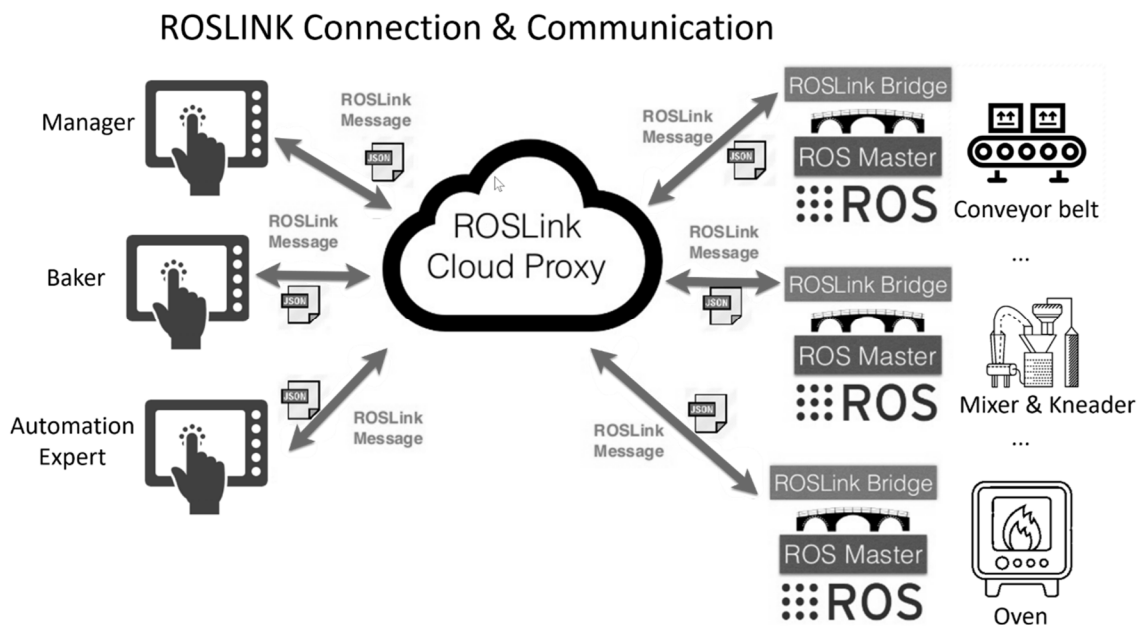 ROSLINK Connection & Communication
Manager
ROSLink
Message
JSON
Baker
ROSLink
Message
JSON
Automation
Expert
JSON
ROSLink
Message
ROSLink
Cloud Proxy
ROSLink
Message
JSON
ROSLink Bridge
ROS Master
ROS
Conveyor belt
...
ROSLink
Message
JSON
ROSLink Bridge
ROS Master
ROS
Mixer & Kneader
...
JSON
ROSLink
Message
ROSLink Bridge
ROS Master
ROS
Oven